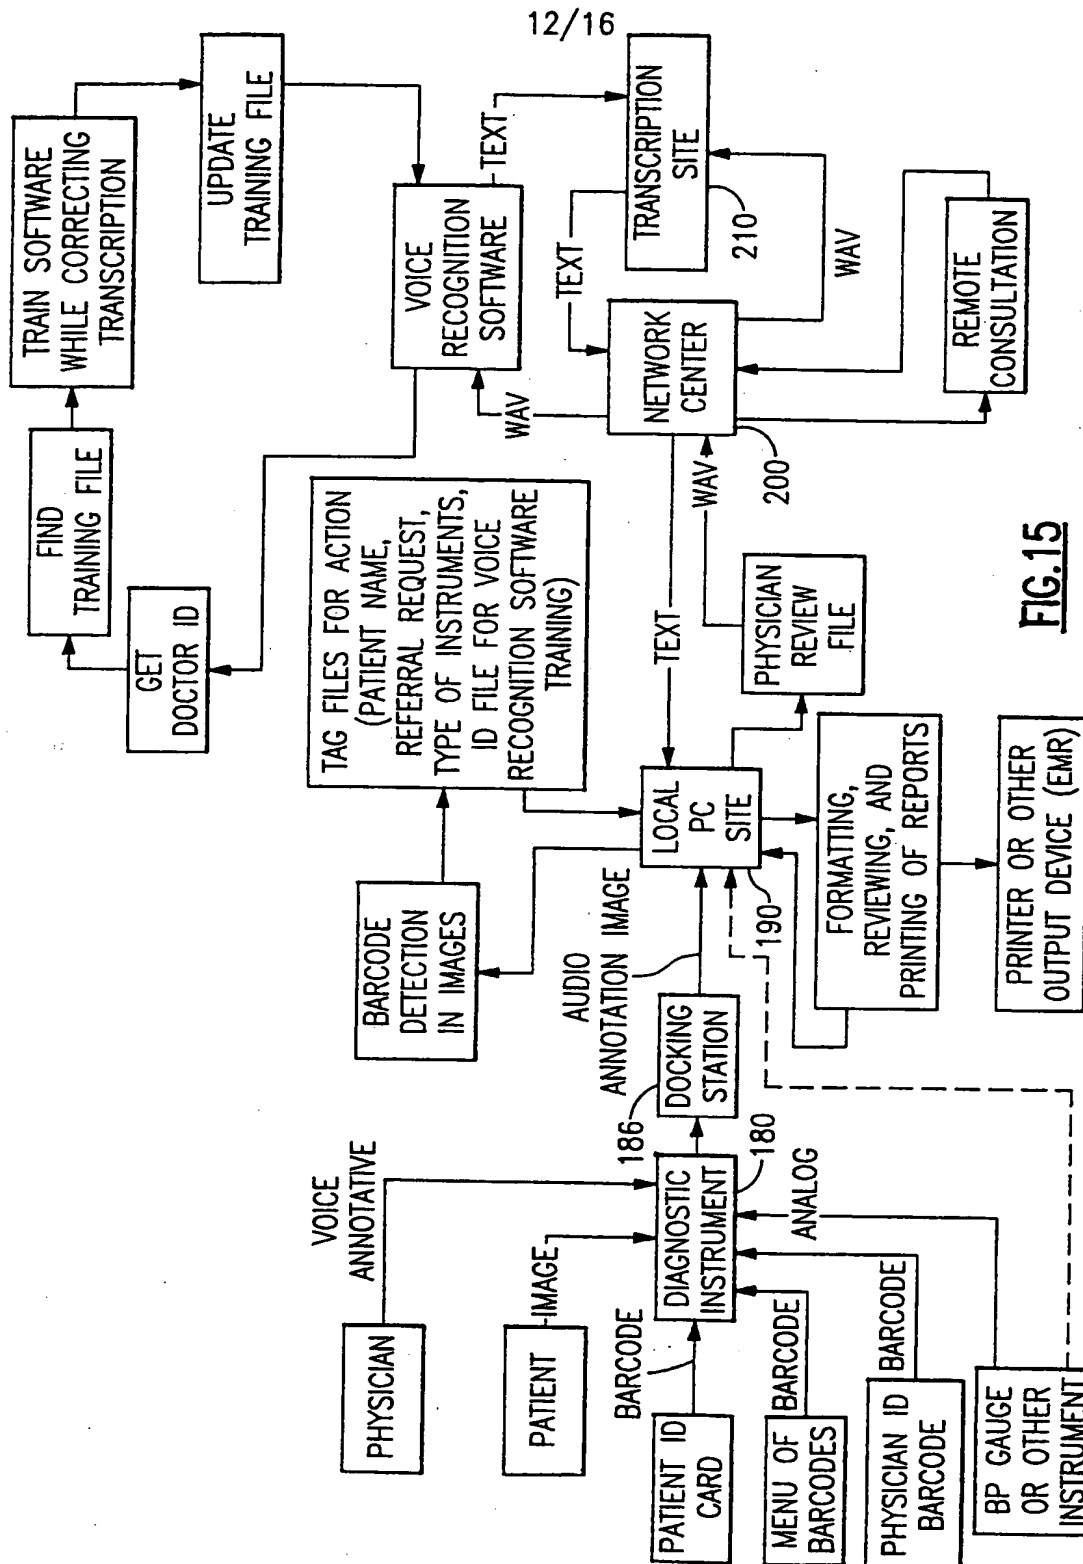 12/16
TRAIN SOFTWARE
WHILE CORRECTING
TRANSCRIPTION
UPDATE
TRAINING FILE
FIND
TRAINING FILE
GET
DOCTOR ID
VOICE
RECOGNITION
SOFTWARE
TEXT
TRANSCRIPTION
SITE
210
TEXT
WAV
NETWORK
CENTER
200
WAV
REMOTE
CONSULTATION
TAG FILES FOR ACTION
(PATIENT NAME,
REFERRAL REQUEST,
TYPE OF INSTRUMENTS,
ID FILE FOR VOICE
RECOGNITION SOFTWARE
TRAINING)
TEXT
WAV
PHYSICIAN
REVIEW
FILE
BARCODE
DETECTION
IN IMAGES
LOCAL
PC
SITE
190
FORMATTING,
REVIEWING, AND
PRINTING OF REPORTS
PRINTER OR OTHER
OUTPUT DEVICE (EMR)
AUDIO
ANNOTATION IMAGE
DOCKING
STATION
186
VOICE
ANNOTATIVE
PHYSICIAN
PATIENT
IMAGE
DIAGNOSTIC
INSTRUMENT
180
BARCODE
PATIENT ID
CARD
BARCODE
MENU OF
BARCODES
BARCODE
PHYSICIAN ID
BARCODE
ANALOG
BP GAUGE
OR OTHER
INSTRUMENT
FIG.15